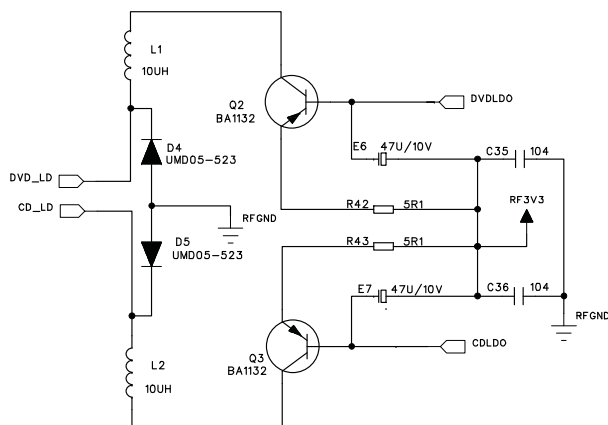 L1
10UH
Q2
BA1132
DVDLDO
D4
UMD05-523
E6 47U/10V
C35 104
DVD_LD
CD_LD
R42 5R1
RF3V3
RFGND
D5
UMD05-523
R43 5R1
E7 47U/10V
C36 104
RFGND
L2
10UH
Q3
BA1132
CDLDO